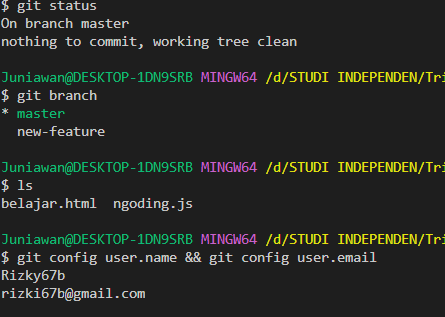 $ git status
On branch master
nothing to commit, working tree clean
Juniawan@DESKTOP-1DN9SRB MINGW64 /d/STUDI INDEPENDEN/Tri
$ git branch
* master
new-feature
Juniawan@DESKTOP-1DN9SRB MINGW64 /d/STUDI INDEPENDEN/Tri
$ ls
belajar.html ngoding.js
Juniawan@DESKTOP-1DN9SRB MINGW64 /d/STUDI INDEPENDEN/Tri
$ git config user.name && git config user.email
Rizky67b
rizki67b@gmail.com